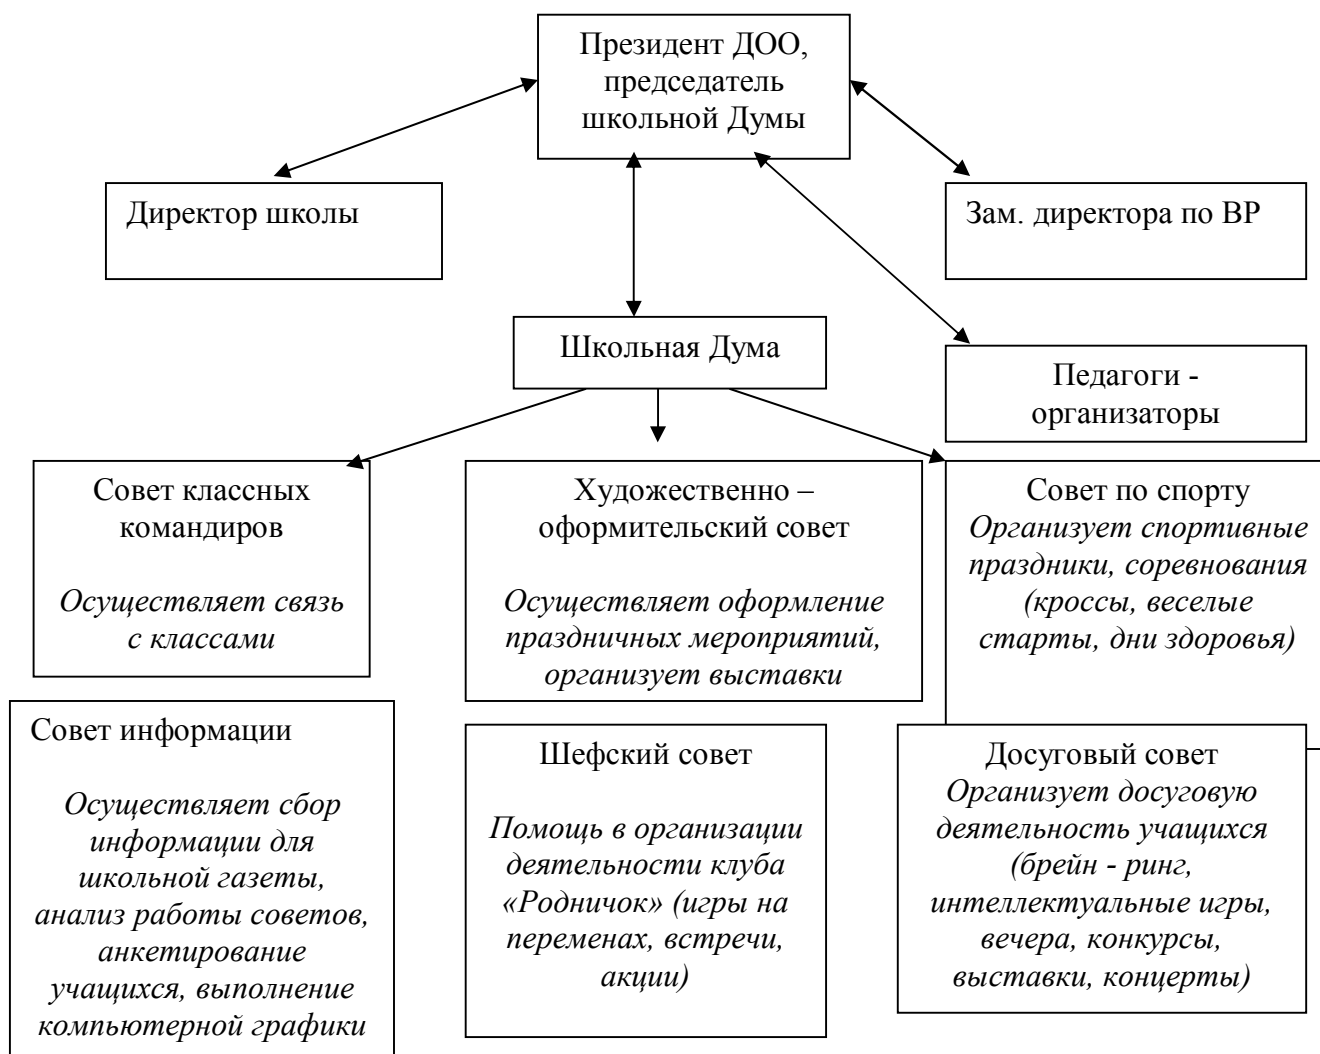 Президент ДОО,
председатель
школьной Думы
Директор школы
Зам. директора по ВР
Школьная Дума
Педагоги -
организаторы
Совет классных
командиров
Осуществляет связь
с классами
Художественно –
оформительский совет
Осуществляет оформление
праздничных мероприятий,
организует выставки
Совет по спорту
Организует спортивные
праздники, соревнования
(кроссы, веселые
старты, дни здоровья)
Совет информации
Осуществляет сбор
информации для
школьной газеты,
анализ работы советов,
анкетирование
учащихся, выполнение
компьютерной графики
Шефский совет
Помощь в организации
деятельности клуба
«Родничок» (игры на
переменах, встречи,
акции)
Досуговый совет
Организует досуговую
деятельность учащихся
(брейн - ринг,
интеллектуальные игры,
вечера, конкурсы,
выставки, концерты)